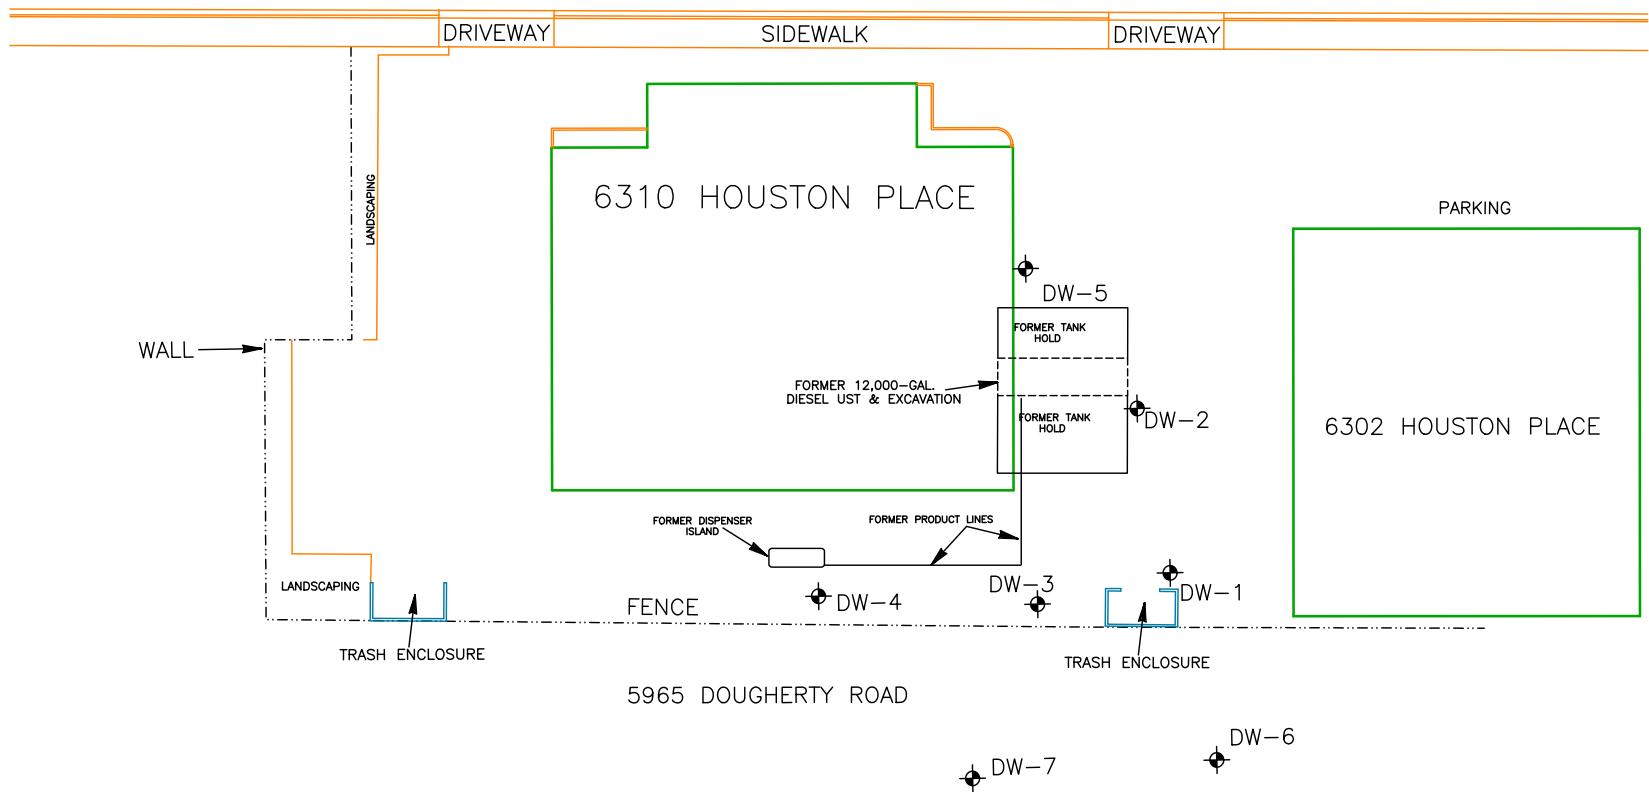 DRIVEWAY
SIDEWALK
DRIVEWAY
LANDSCAPING
6310 HOUSTON PLACE
PARKING
DW-5
FORMER TANK
HOLD
WALL
FORMER 12,000-GAL.
DIESEL UST & EXCAVATION
FORMER TANK
HOLD
DW-2
6302 HOUSTON PLACE
FORMER DISPENSER
ISLAND
FORMER PRODUCT LINES
LANDSCAPING
DW-3
DW-1
DW-4
FENCE
TRASH ENCLOSURE
TRASH ENCLOSURE
5965 DOUGHERTY ROAD
DW-6
DW-7